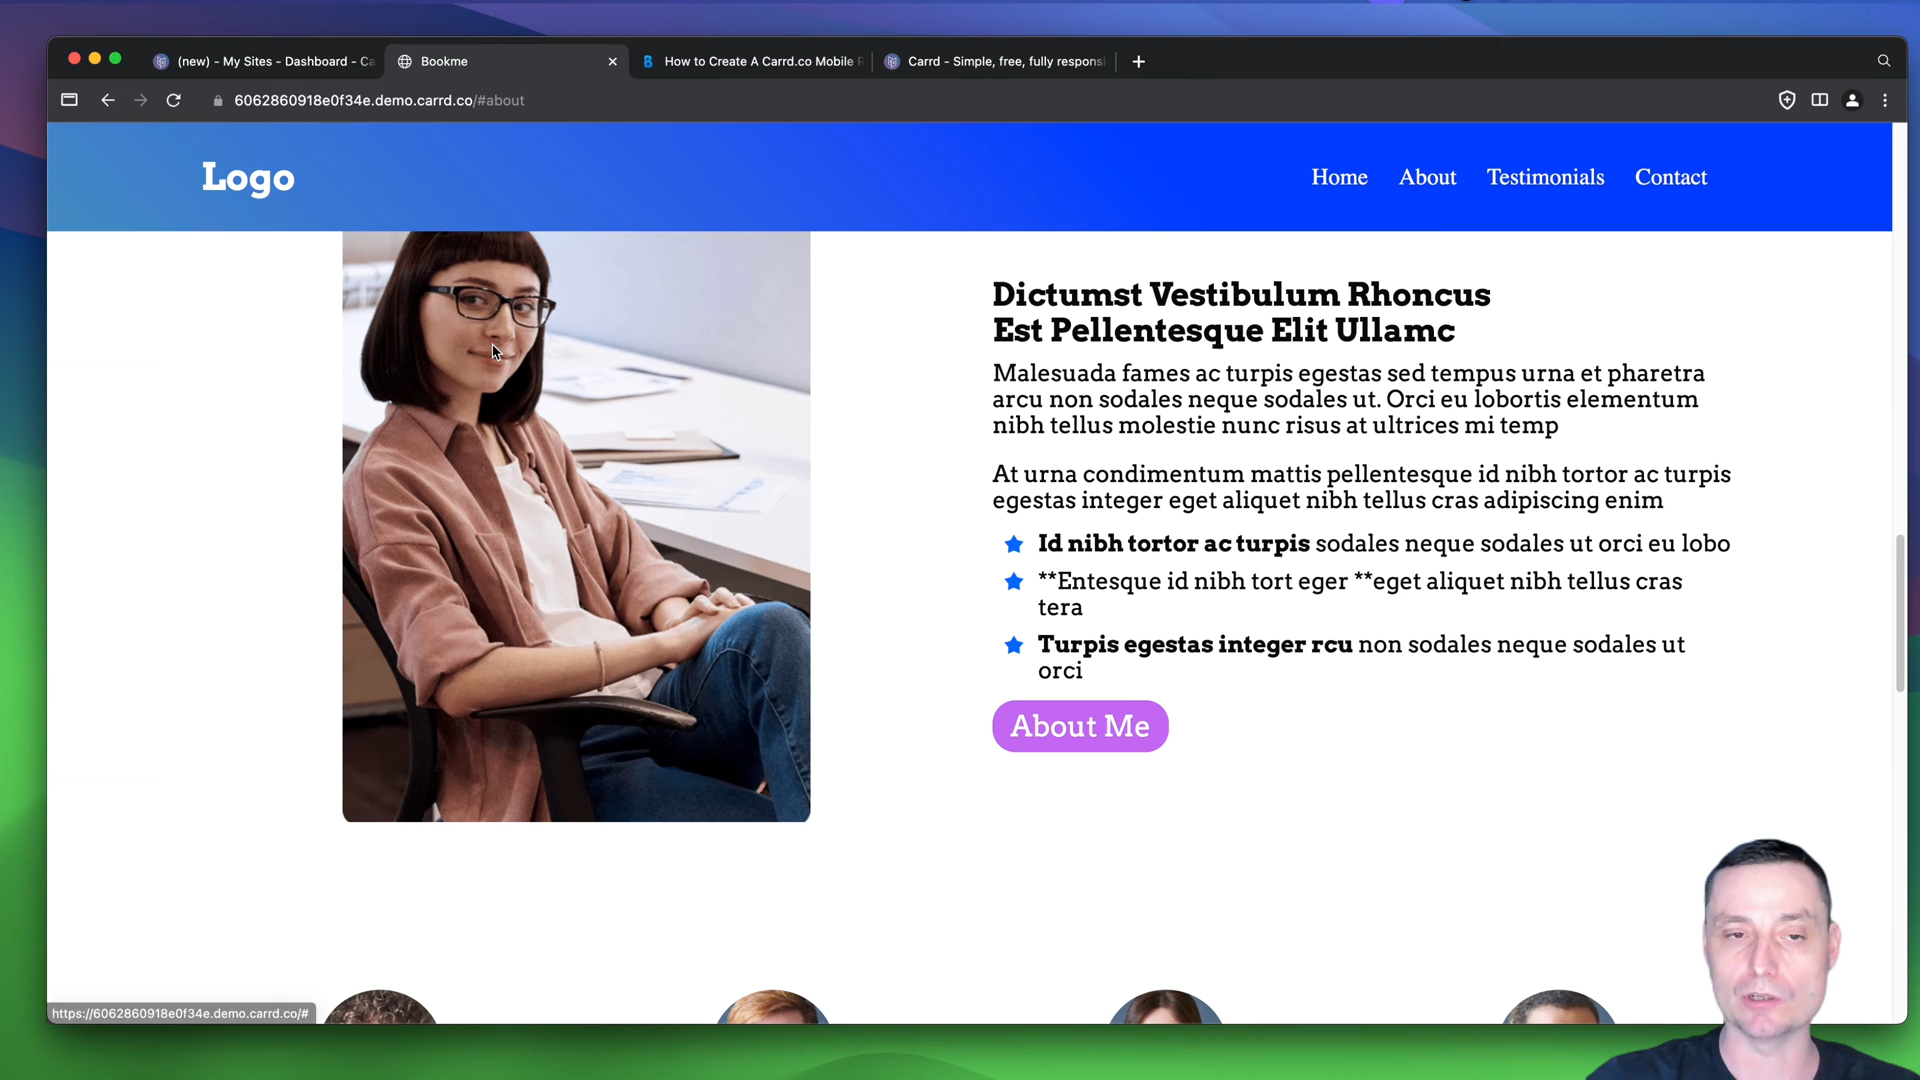 (new) - My Sites - Dashboard - Ca
Bookme
How to Create A Carrd.co Mobile R
Carrd - Simple, free, fully respons
6062860918e0f34e.demo.carrd.co/#about
Logo
Home About Testimonials Contact
Dictumst Vestibulum Rhoncus
Est Pellentesque Elit Ullamc
Malesuada fames ac turpis egestas sed tempus urna et pharetra
arcu non sodales neque sodales ut. Orci eu lobortis elementum
nibh tellus molestie nunc risus at ultrices mi temp
At urna condimentum mattis pellentesque id nibh tortor ac turpis
egestas integer eget aliquet nibh tellus cras adipiscing enim
Id nibh tortor ac turpis sodales neque sodales ut orci eu lobo
**Entesque id nibh tort eger **eget aliquet nibh tellus cras
tera
Turpis egestas integer rcu non sodales neque sodales ut
orci
About Me
https://6062860918e0f34e.demo.carrd.co/#